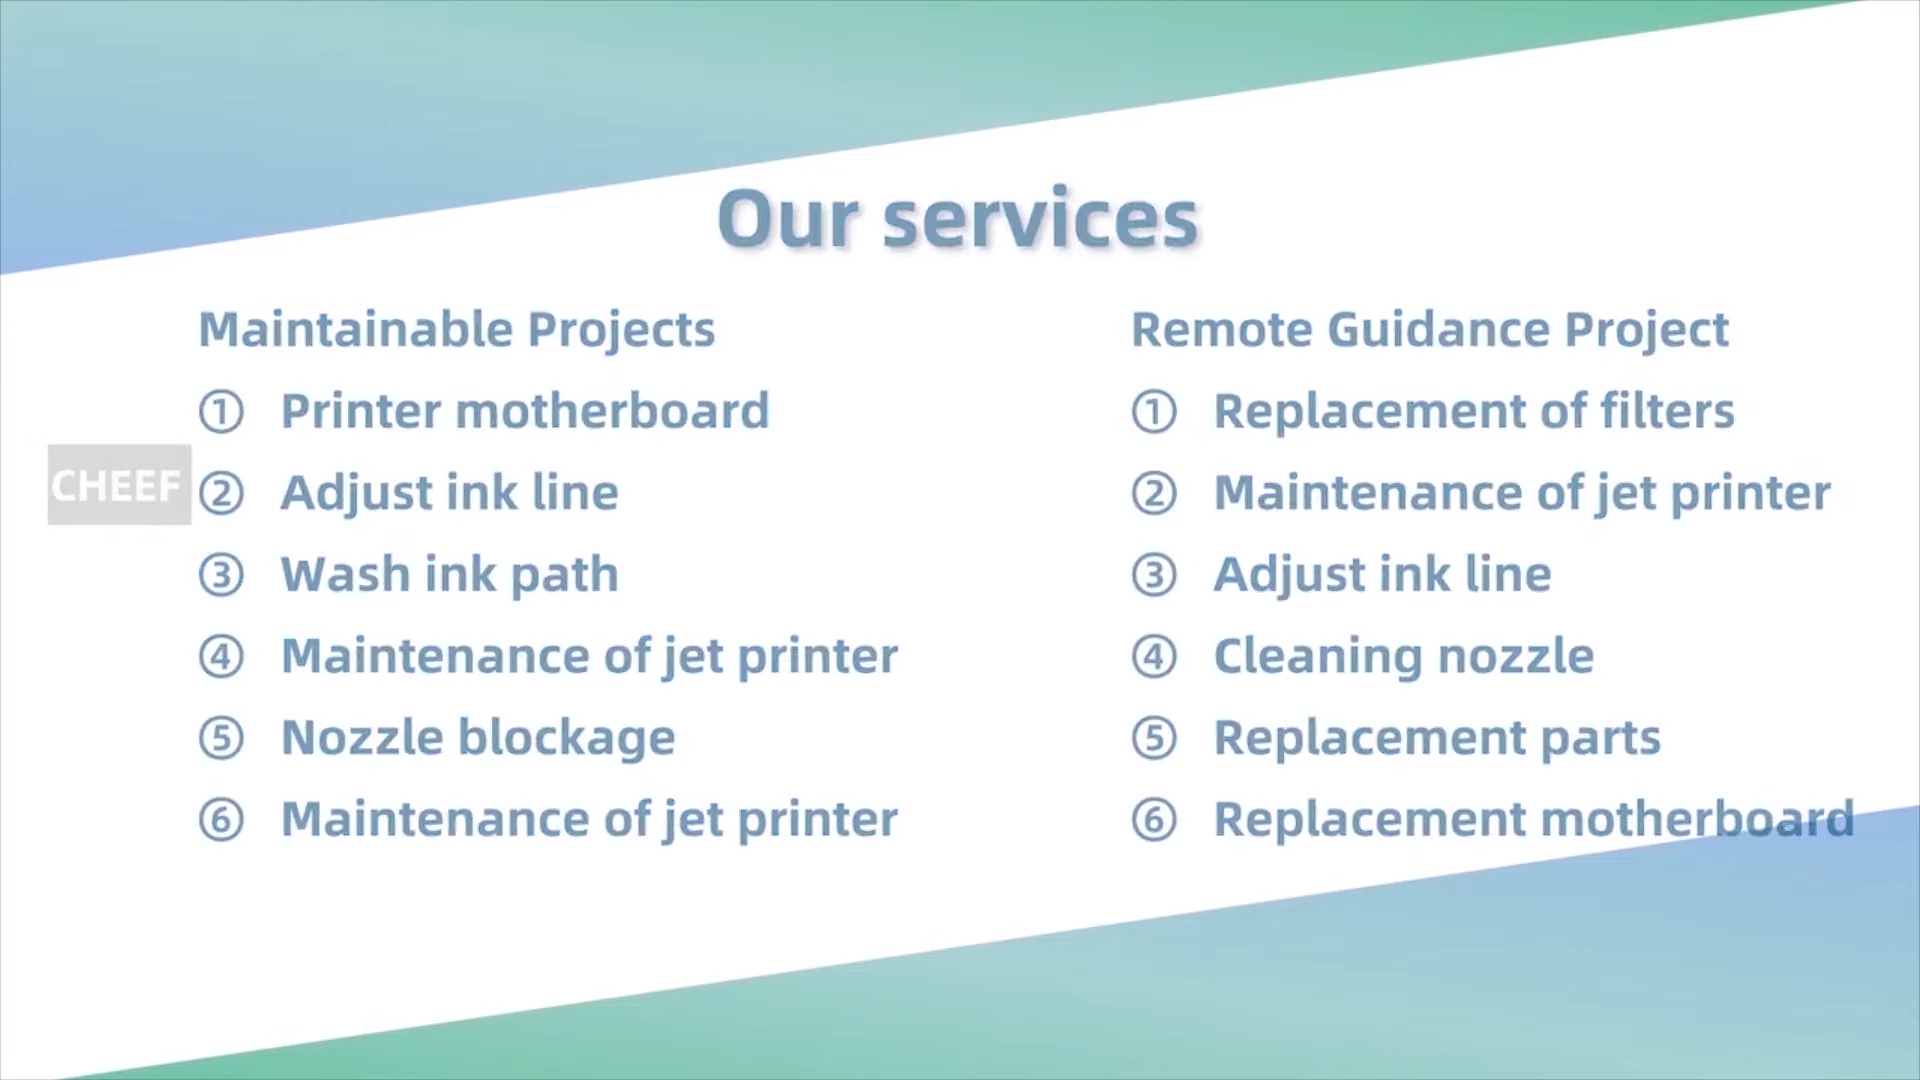 Our services
Maintainable Projects
① Printer motherboard
② Adjust ink line
③ Wash ink path
④ Maintenance of jet printer
⑤ Nozzle blockage
⑥ Maintenance of jet printer
Remote Guidance Project
① Replacement of filters
② Maintenance of jet printer
③ Adjust ink line
④ Cleaning nozzle
⑤ Replacement parts
⑥ Replacement motherboard
CHEEF